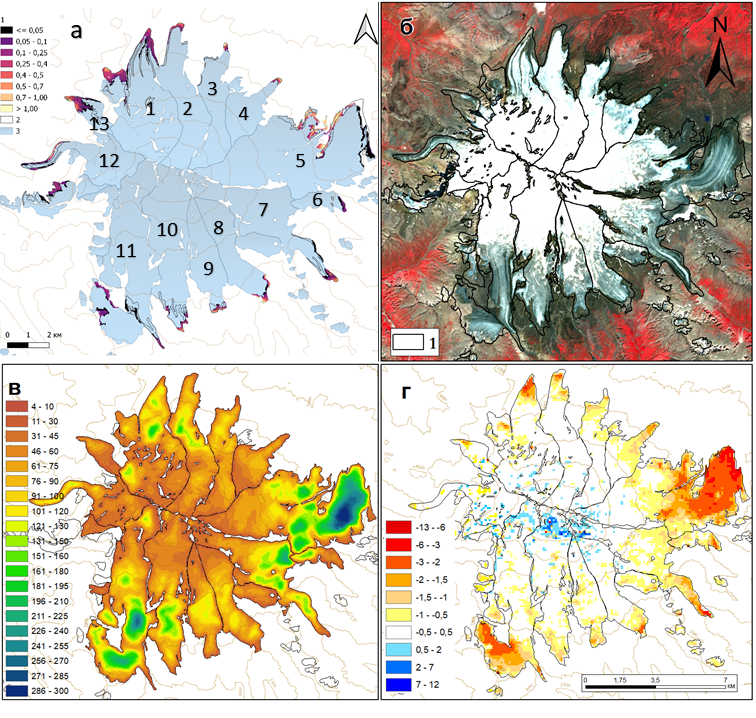 а
1
<= 0,05
0,05 - 0,1
0,1 - 0,25
0,25 - 0,4
0,4 - 0,5
0,5 - 0,7
0,7 - 1,00
> 1,00
2
3
1
2
3
4
5
6
7
8
9
10
11
12
13
0 1 2 км
б
N
1
в
4 - 10
11 - 30
31 - 45
46 - 60
61 - 75
76 - 90
91 - 100
101 - 120
121 - 130
131 - 150
151 - 160
161 - 180
181 - 195
196 - 210
211 - 225
226 - 240
241 - 255
256 - 270
271 - 285
286 - 300
г
-13 - -6
-6 - -3
-3 - -2
-2 - -1,5
-1,5 - -1
-1 - -0,5
-0,5 - 0,5
0,5 - 2
2 - 7
7 - 12
0 1,75 3,5 7
км